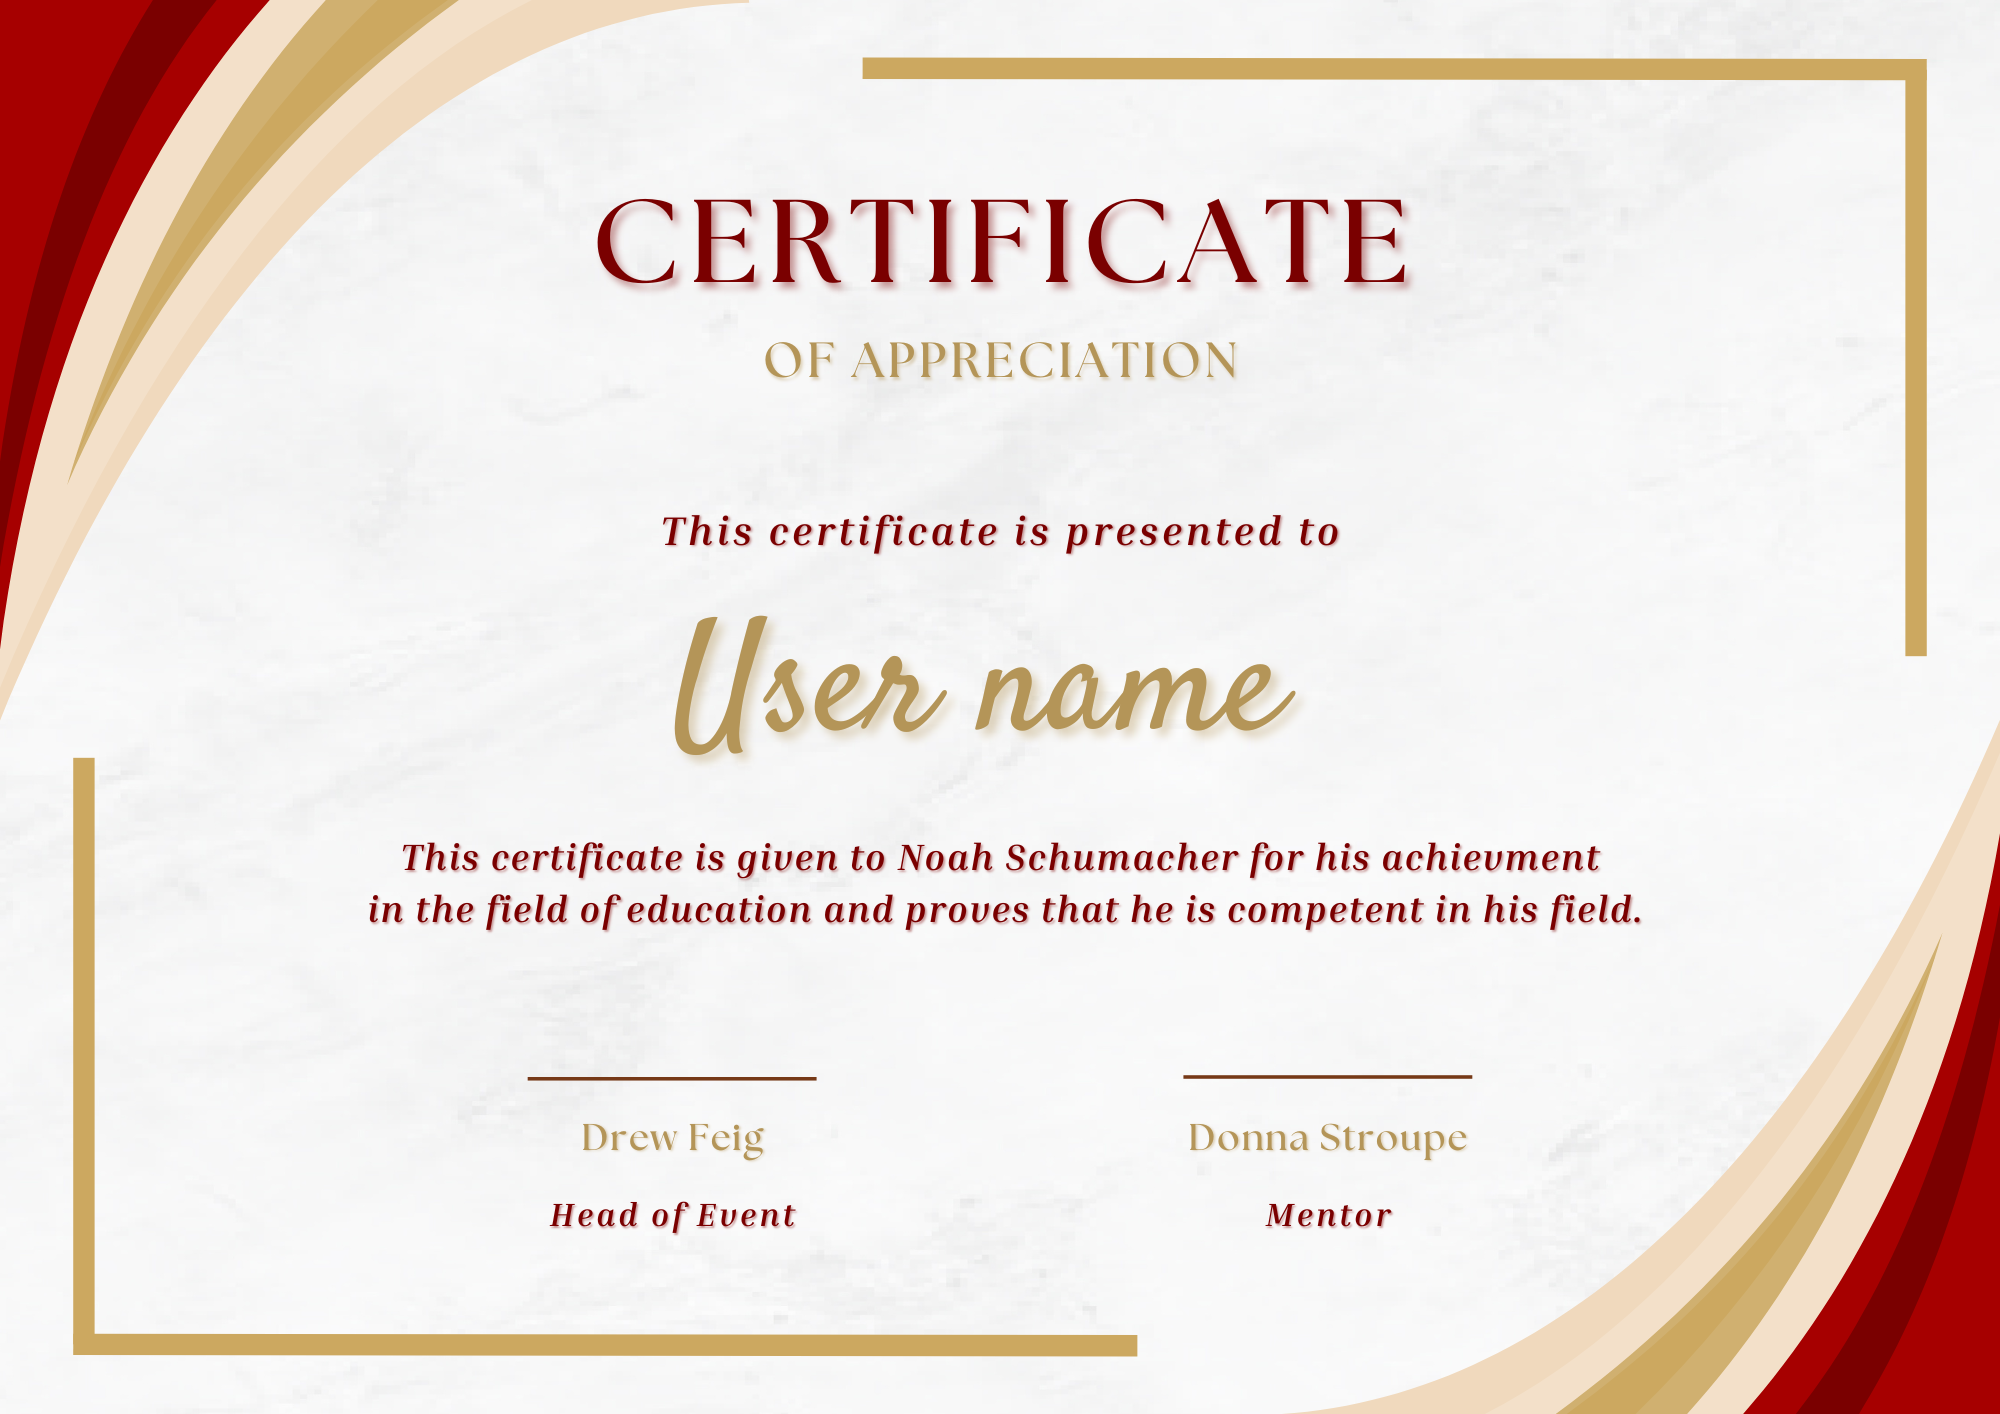 CERTIFICATE
OF APPRECIATION
This certificate is presented to
User name
This certificate is given to Noah Schumacher for his achievment
in the field of education and proves that he is competent in his field.
Drew Feig
Donna Stroupe
Head of Event
Mentor